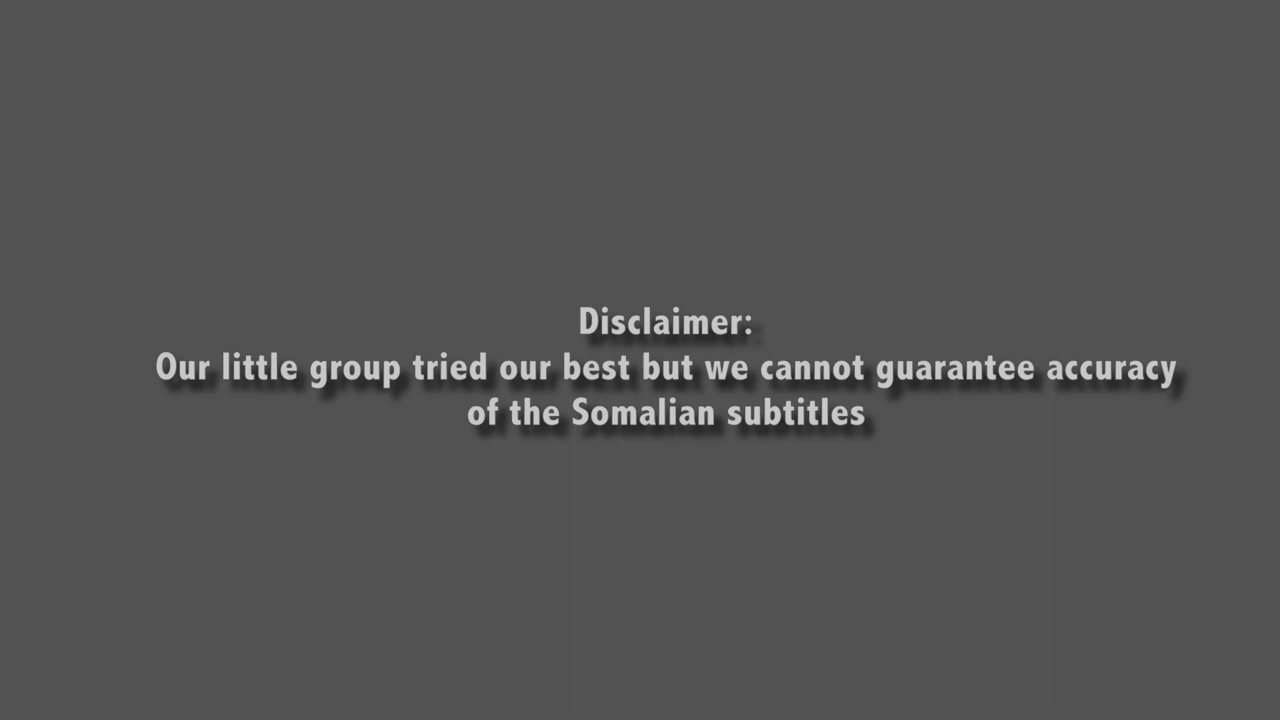 Disclaimer:
Our little group tried our best but we cannot guarantee accuracy
of the Somalian subtitles